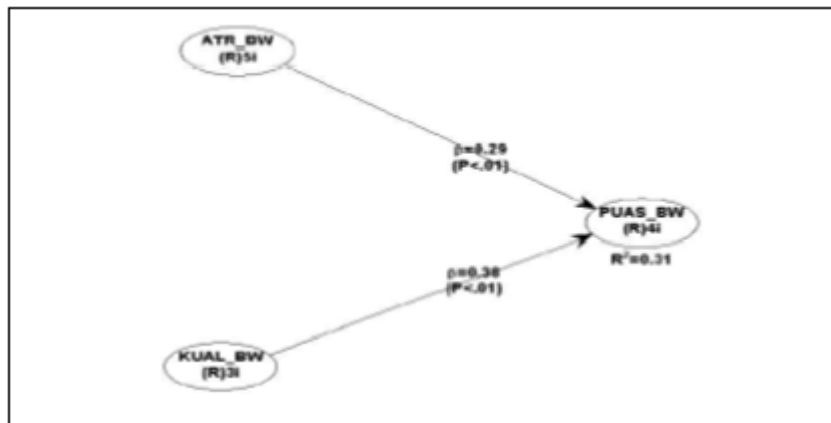 ATR_BW
(R)5i
β=0.29
(P<.01)
PUAS_BW
(R)4i
R²=0.31
β=0.38
(P<.01)
KUAL_BW
(R)3i